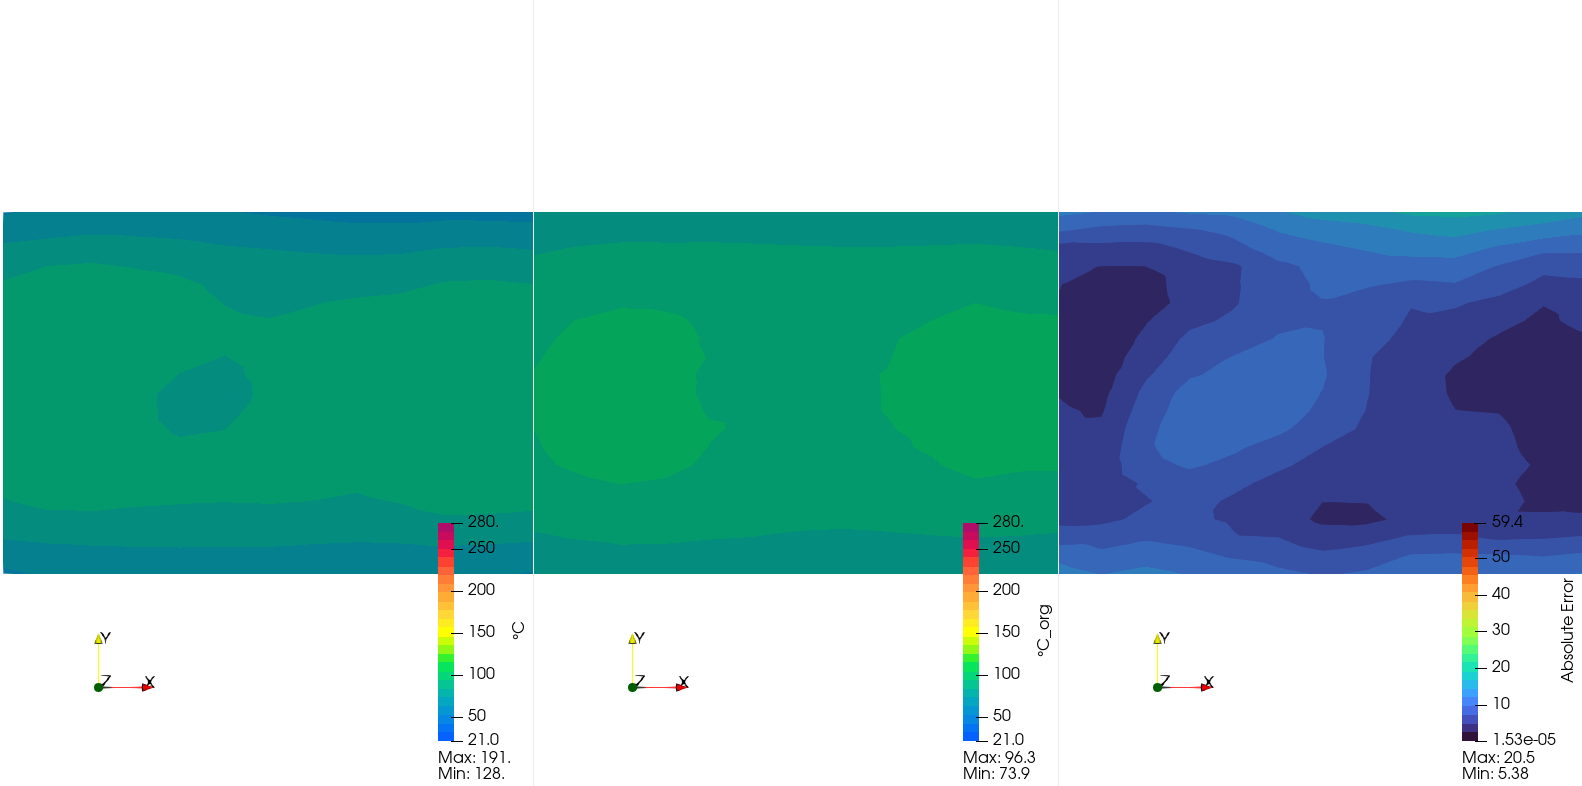 280.
250
200
150
100
50
21.0
°C
Max: 191.
Min: 128.
Y
Z
X
280.
250
200
150
100
50
21.0
°C_org
Max: 96.3
Min: 73.9
Y
Z
X
59.4
50
40
30
20
10
1.53e-05
Absolute Error
Max: 20.5
Min: 5.38
Y
Z
X